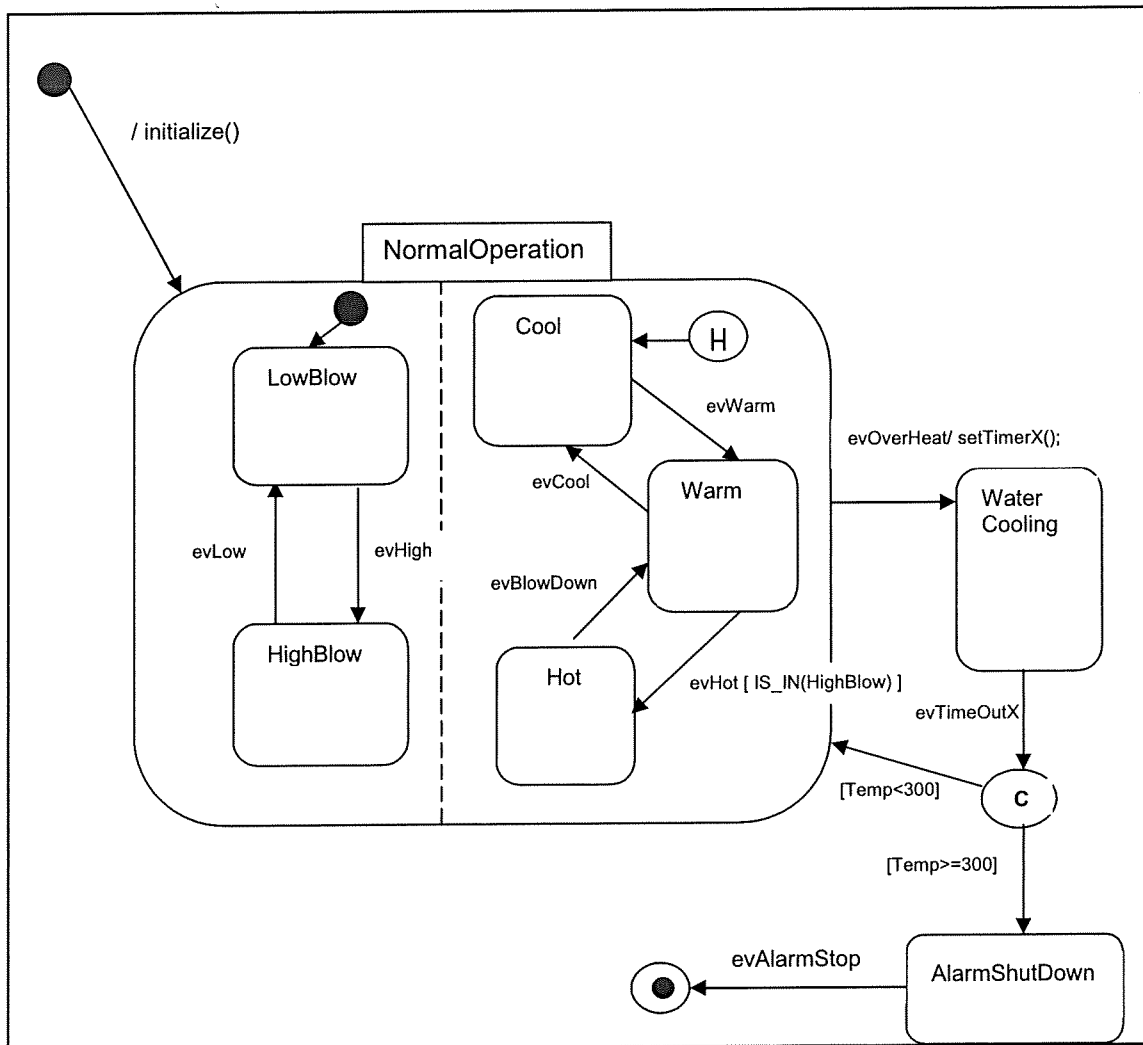 / initialize()
NormalOperation
Cool
H
LowBlow
evWarm
evOverHeat/ setTimerX();
evCool
Warm
Water
Cooling
evLow
evHigh
evBlowDown
HighBlow
Hot
evHot [ IS_IN(HighBlow) ]
evTimeOutX
[Temp<300]
C
[Temp>=300]
evAlarmStop
AlarmShutDown